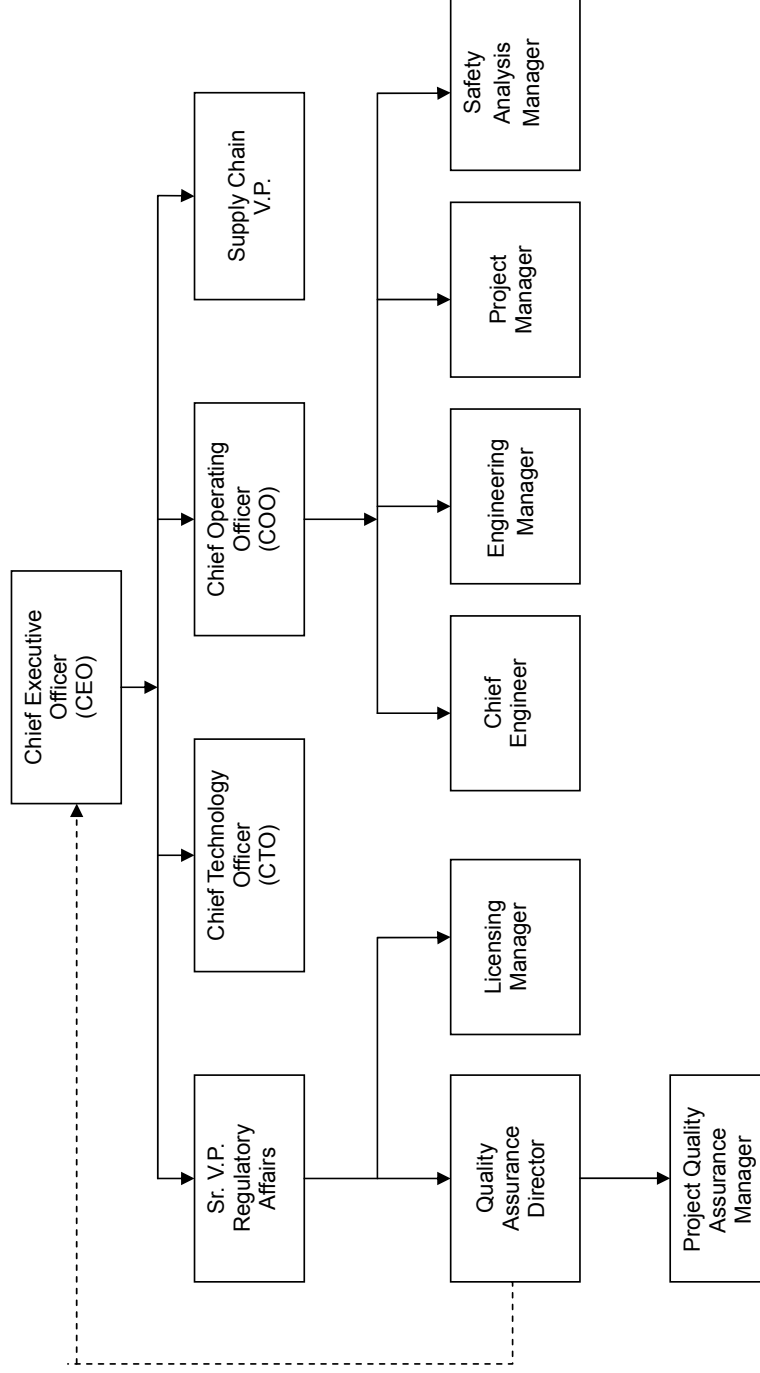 Chief Executive
Officer
(CEO)
Sr. V.P.
Regulatory
Affairs
Chief Technology
Officer
(CTO)
Chief Operating
Officer
(COO)
Supply Chain
V.P.
Quality
Assurance
Director
Licensing
Manager
Chief
Engineer
Engineering
Manager
Project
Manager
Safety
Analysis
Manager
Project Quality
Assurance
Manager